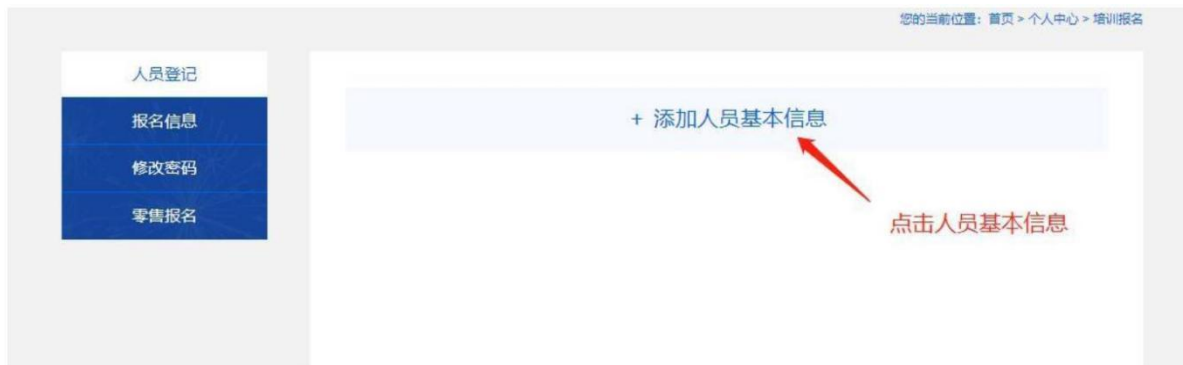 您的当前位置：首页 > 个人中心 > 培训报名
人员登记
报名信息
修改密码
零售报名
+ 添加人员基本信息
点击人员基本信息